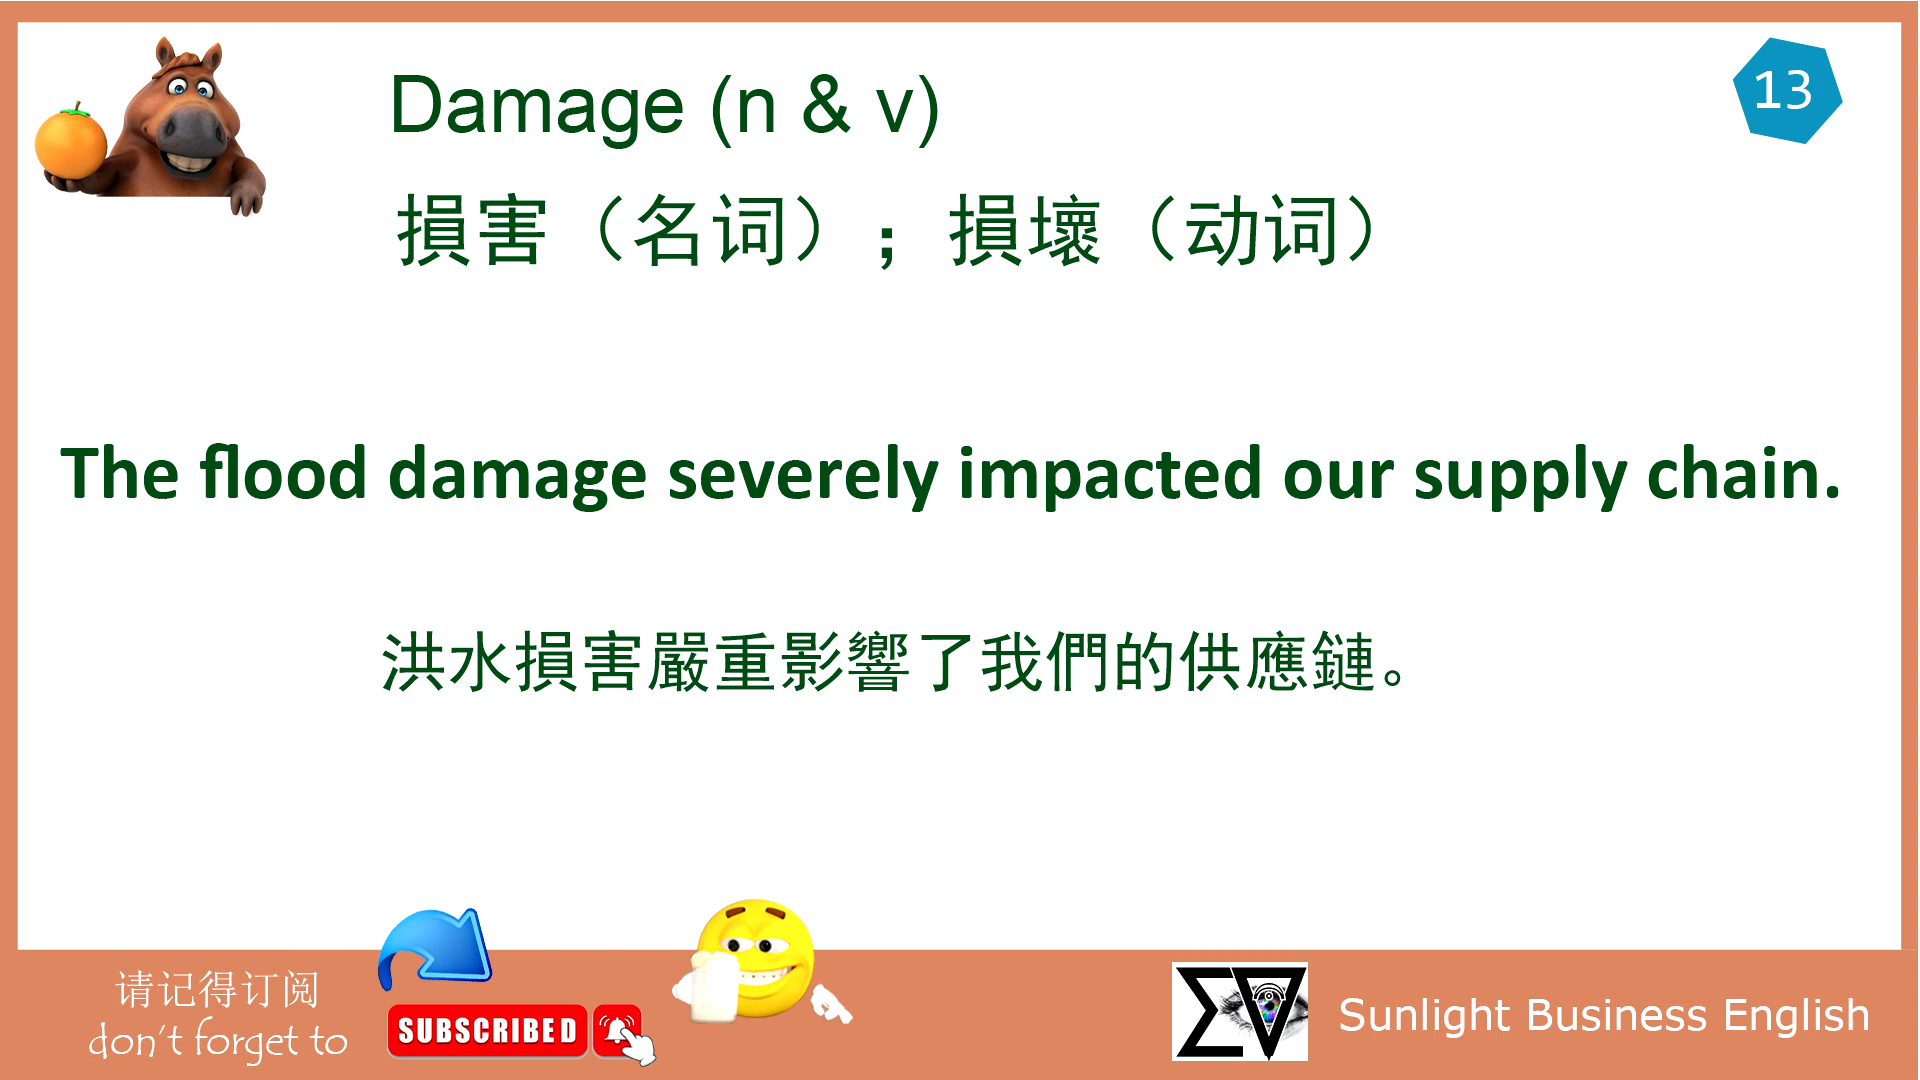 13
Damage (n & v)
損害（名词）；損壞（动词）
The flood damage severely impacted our supply chain.
洪水損害嚴重影響了我們的供應鏈。
请记得订阅
don't forget to
SUBSCRIBED
ΣV
Sunlight Business English